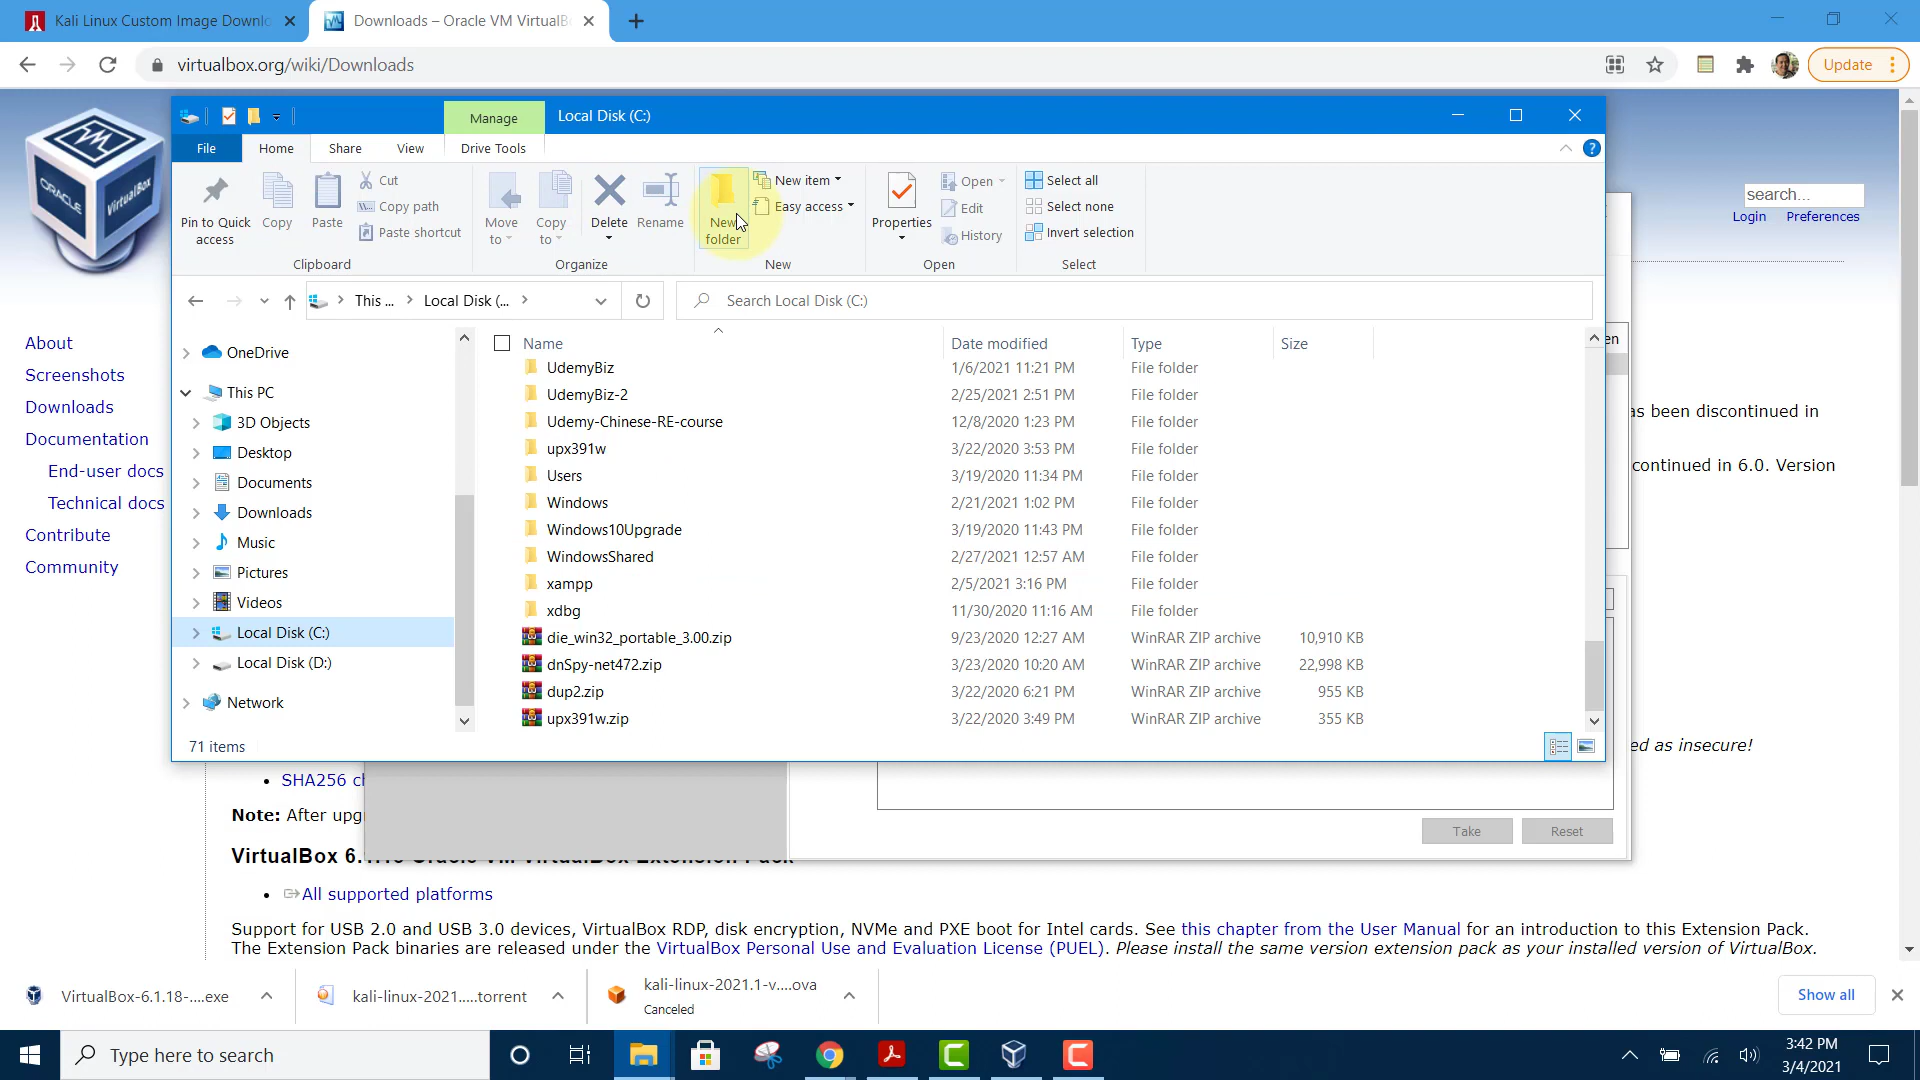 Kali Linux Custom Image Downlo
Downloads – Oracle VM VirtualB
virtualbox.org/wiki/Downloads
Update
Manage
Local Disk (C:)
File
Home
Share
View
Drive Tools
Pin to Quick access
Copy
Paste
Cut
Copy path
Paste shortcut
Clipboard
Move to
Copy to
Delete
Rename
Organize
New folder
New item
Easy access
New
Properties
Open
Edit
History
Open
Select all
Select none
Invert selection
Select
This ...
Local Disk (...
Search Local Disk (C:)
search...
Login
Preferences
ORACLE
VirtualBox
About
Screenshots
Downloads
Documentation
End-user docs
Technical docs
Contribute
Community
OneDrive
This PC
3D Objects
Desktop
Documents
Downloads
Music
Pictures
Videos
Local Disk (C:)
Local Disk (D:)
Network
Name Date modified Type Size
UdemyBiz 1/6/2021 11:21 PM File folder
UdemyBiz-2 2/25/2021 2:51 PM File folder
Udemy-Chinese-RE-course 12/8/2020 1:23 PM File folder
upx391w 3/22/2020 3:53 PM File folder
Users 3/19/2020 11:34 PM File folder
Windows 2/21/2021 1:02 PM File folder
Windows10Upgrade 3/19/2020 11:43 PM File folder
WindowsShared 2/27/2021 12:57 AM File folder
xampp 2/5/2021 3:16 PM File folder
xdbg 11/30/2020 11:16 AM File folder
die_win32_portable_3.00.zip 9/23/2020 12:27 AM WinRAR ZIP archive 10,910 KB
dnSpy-net472.zip 3/23/2020 10:20 AM WinRAR ZIP archive 22,998 KB
dup2.zip 3/22/2020 6:21 PM WinRAR ZIP archive 955 KB
upx391w.zip 3/22/2020 3:49 PM WinRAR ZIP archive 355 KB
71 items
en
as been discontinued in
continued in 6.0. Version
ed as insecure!
SHA256 c
Note: After upg
Take
Reset
VirtualBox 6.
All supported platforms
Support for USB 2.0 and USB 3.0 devices, VirtualBox RDP, disk encryption, NVMe and PXE boot for Intel cards. See this chapter from the User Manual for an introduction to this Extension Pack.
The Extension Pack binaries are released under the VirtualBox Personal Use and Evaluation License (PUEL). Please install the same version extension pack as your installed version of VirtualBox.
VirtualBox-6.1.18-....exe
kali-linux-2021.....torrent
kali-linux-2021.1-v....ova
Canceled
Show all
Type here to search
3:42 PM
3/4/2021